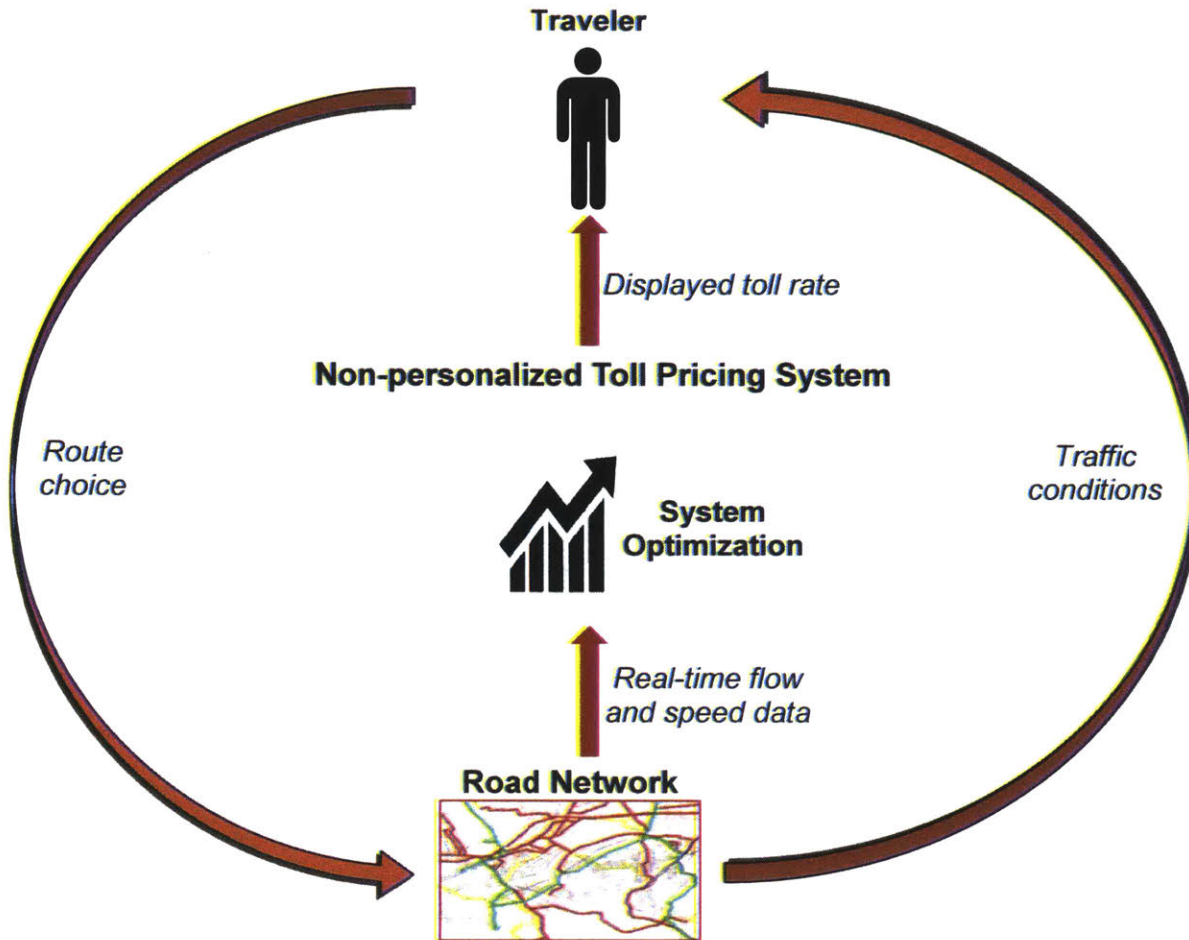 Traveler
Displayed toll rate
Non-personalized Toll Pricing System
Route
choice
Traffic
conditions
System
Optimization
Real-time flow
and speed data
Road Network